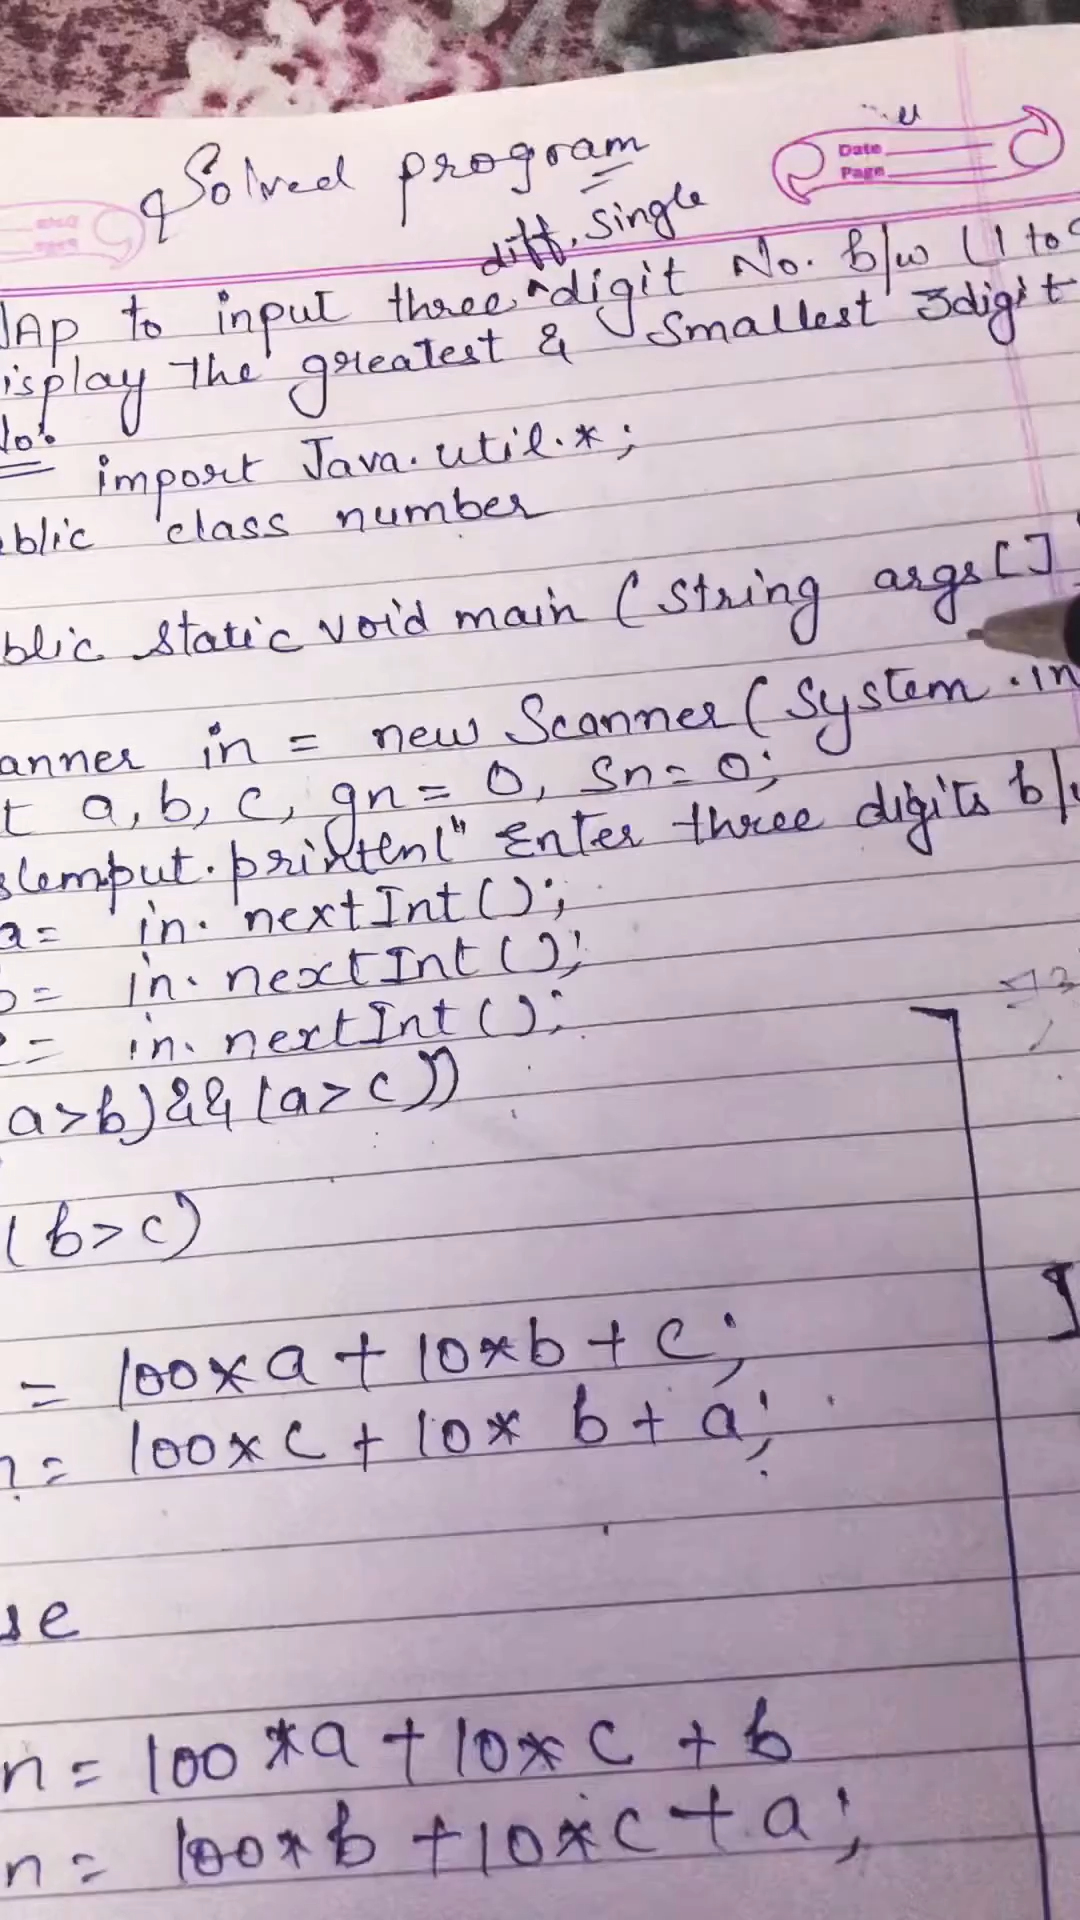 Solved program
Date
Page
diff. Single
WAp to input three ^ digit No. b/w (1 to 9
isplay the greatest & Smallest 3digit
No:
= import Java.util.*;
blic class number
blic static void main (String args[]
anner in = new Scanner(System.in
t a, b, c, gn = 0, Sn = 0;
println(" Enter three digits b/w
a = in.nextInt();
b = in.nextInt();
c = in.nextInt();
a>b)&&(a>c))
(b>c)
= 100*a + 10*b + c;
n = 100*c + 10* b + a;
se
n = 100 *a + 10* c + b
n = 100*b + 10*c + a;